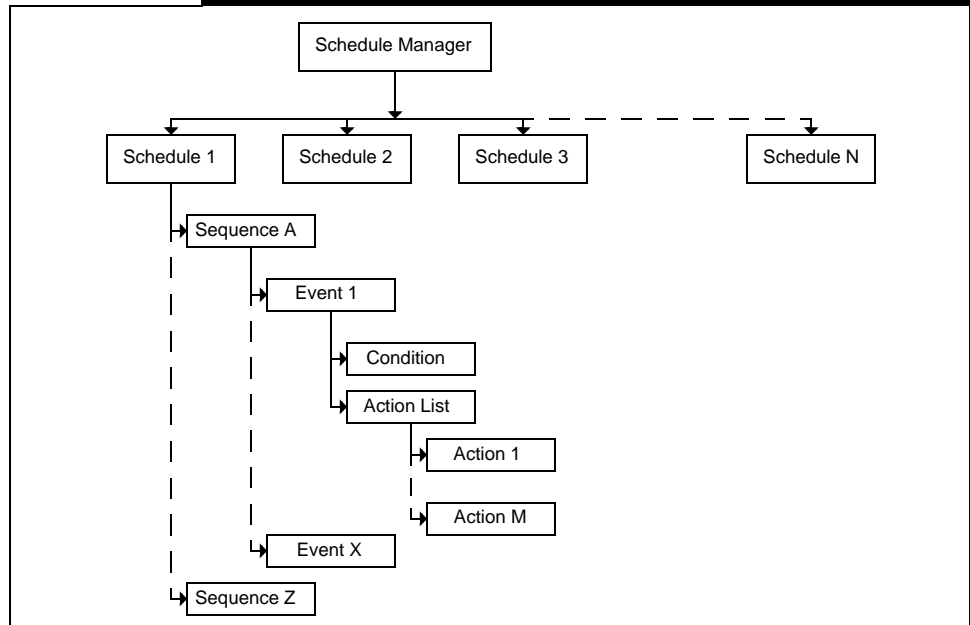 Schedule Manager
Schedule 1
Schedule 2
Schedule 3
Schedule N
Sequence A
Event 1
Condition
Action List
Action 1
Action M
Event X
Sequence Z